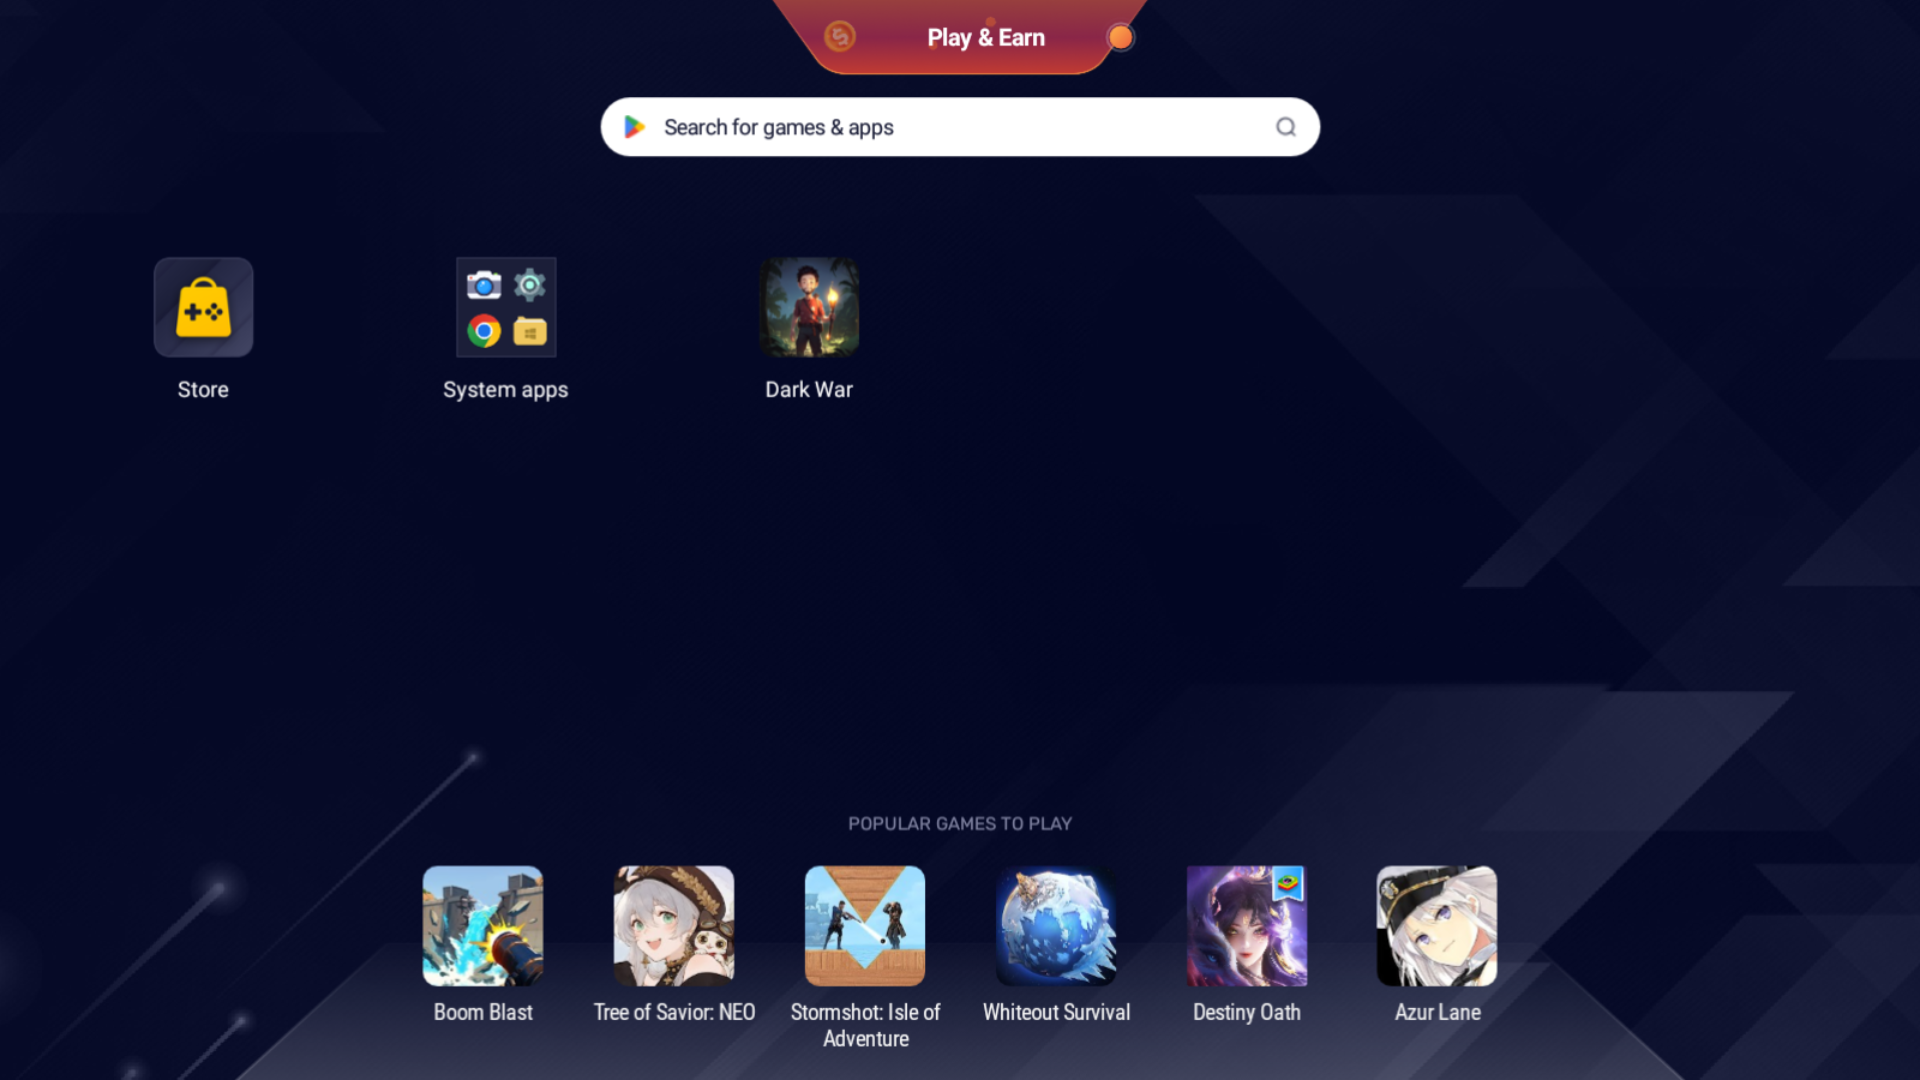 Play & Earn
Search for games & apps
Store
System apps
Dark War
POPULAR GAMES TO PLAY
Boom Blast
Tree of Savior: NEO
Stormshot: Isle of
Adventure
Whiteout Survival
Destiny Oath
Azur Lane